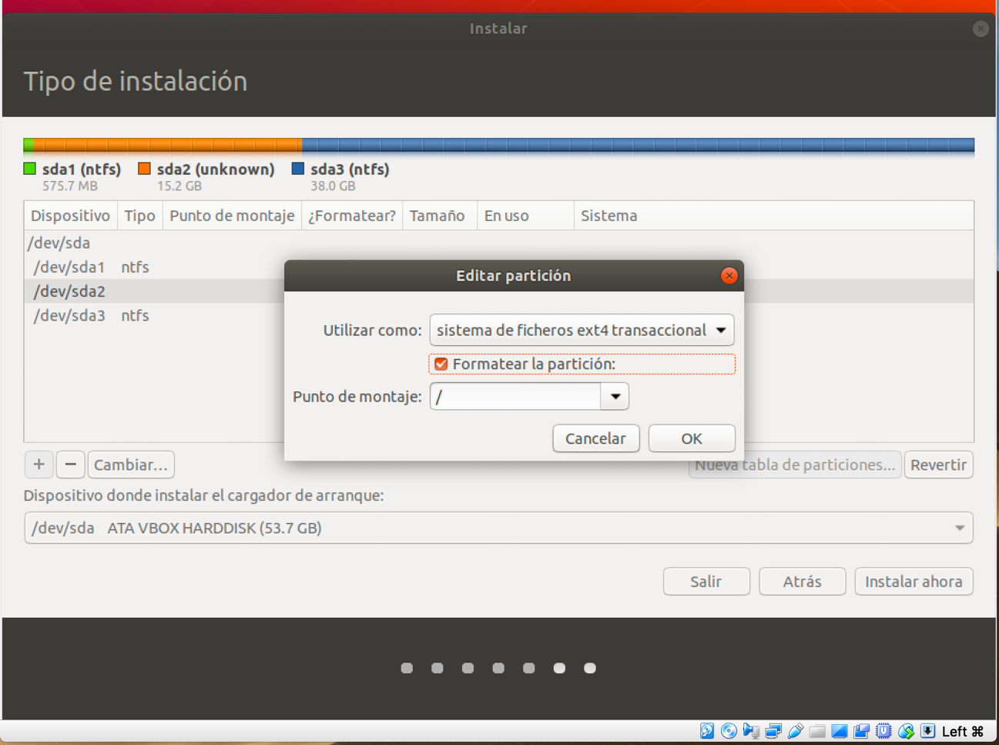 Instalar
Tipo de instalación
sda1 (ntfs) sda2 (unknown) sda3 (ntfs)
575.7 MB 15.2 GB 38.0 GB
Dispositivo Tipo Punto de montaje ¿Formatear? Tamaño En uso Sistema
/dev/sda
/dev/sda1 ntfs
/dev/sda2
/dev/sda3 ntfs
Editar partición
Utilizar como: sistema de ficheros ext4 transaccional
Formatear la partición:
Punto de montaje: /
Cancelar OK
+ − Cambiar... Nueva tabla de particiones... Revertir
Dispositivo donde instalar el cargador de arranque:
/dev/sda ATA VBOX HARDDISK (53.7 GB)
Salir Atrás Instalar ahora
Left ⌘